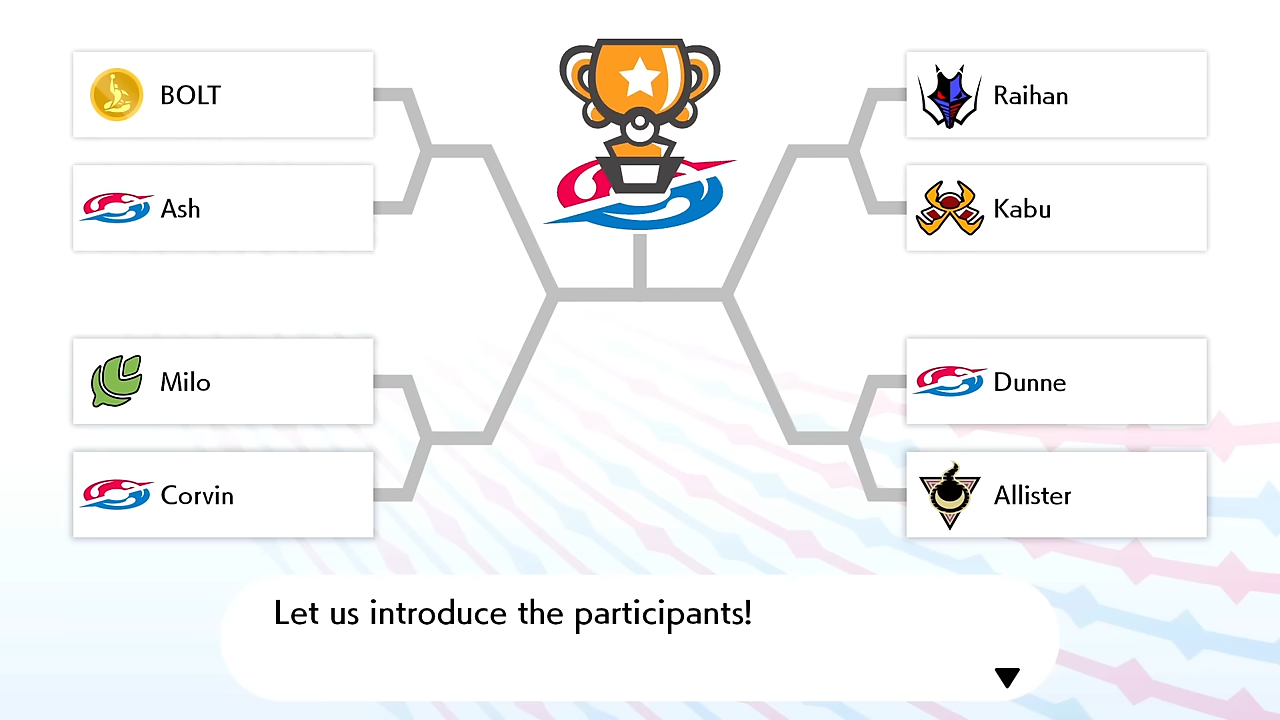 BOLT
Ash
Milo
Corvin
Raihan
Kabu
Dunne
Allister
Let us introduce the participants!